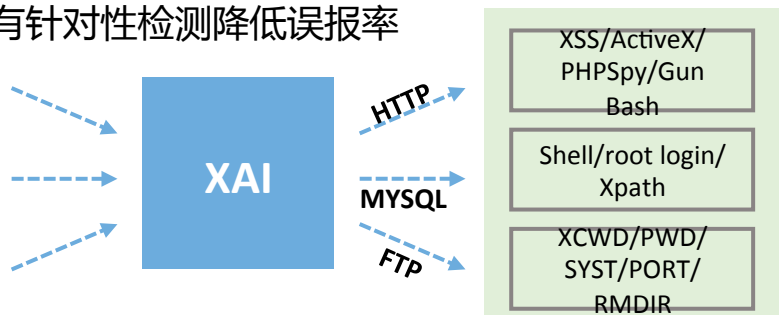 有针对性检测降低误报率
XAI
HTTP
MYSQL
FTP
XSS/ActiveX/
PHPSpy/Gun
Bash
Shell/root login/
Xpath
XCWD/PWD/
SYST/PORT/
RMDIR